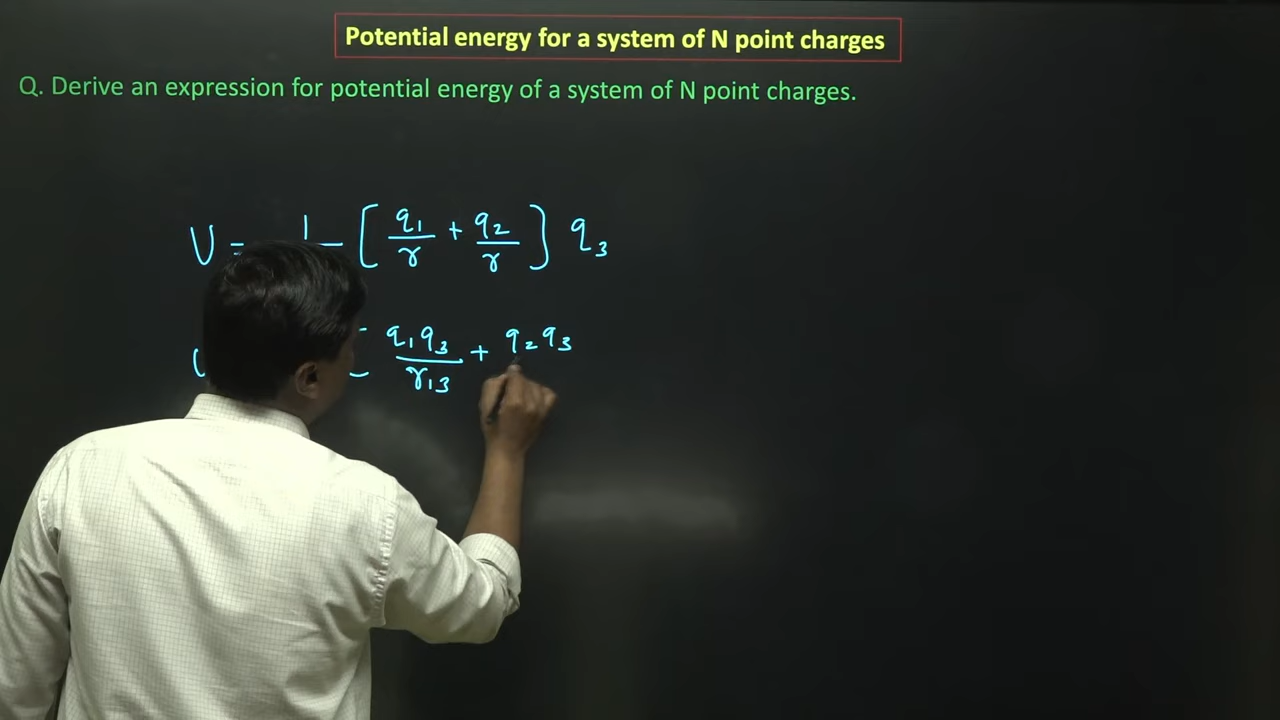 Potential energy for a system of N point charges
Q. Derive an expression for potential energy of a system of N point charges.
U = 1 [ q₁/r + q₂/r ] q₃
[ q₁q₃/r₁₃ + q₂q₃